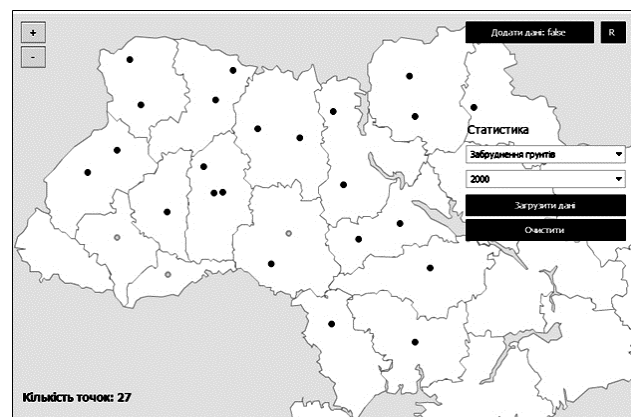 +
-
Додати дані: false
R
Статистика
Забруднення грунтів
2000
Загрузити дані
Очистити
Кількість точок: 27